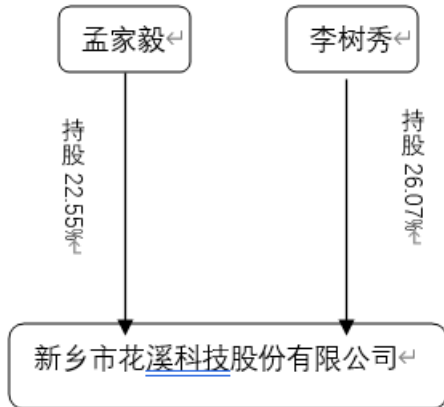 孟家毅
李树秀
持股 22.55%
持股 26.07%
新乡市花溪科技股份有限公司